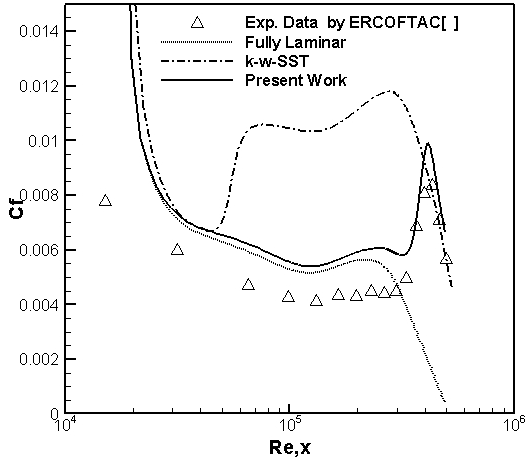 Exp. Data by ERCOFTAC[ ]
Fully Laminar
k-w-SST
Present Work
0.014
0.012
0.01
0.008
0.006
0.004
0.002
0
Cf
10^4
10^5
10^6
Re,x